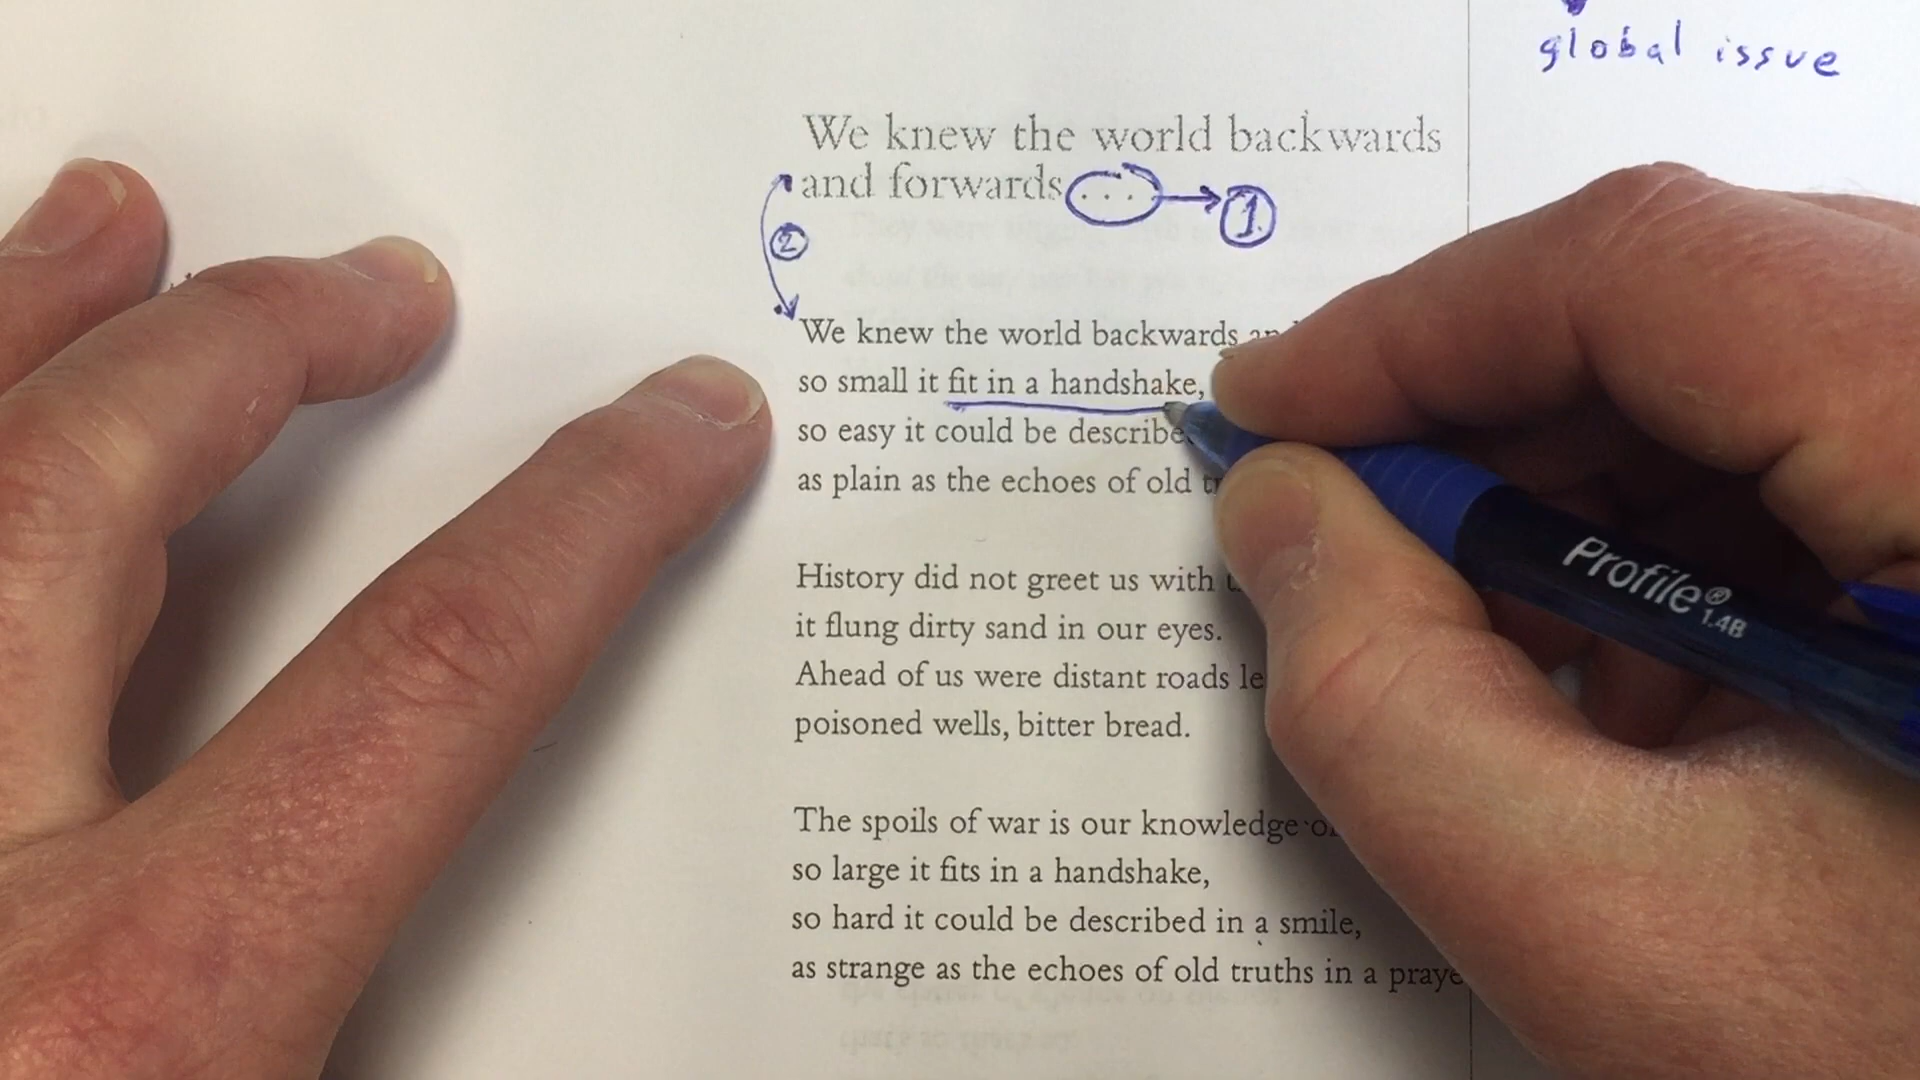 global issue
We knew the world backwards
and forwards...
1.
2
We knew the world backwards
so small it fit in a handshake,
so easy it could be describe
as plain as the echoes of old
History did not greet us with
it flung dirty sand in our eyes.
Ahead of us were distant roads
poisoned wells, bitter bread.
The spoils of war is our knowledge
so large it fits in a handshake,
so hard it could be described in a smile,
as strange as the echoes of old truths in a praye
Profile® 1.4B